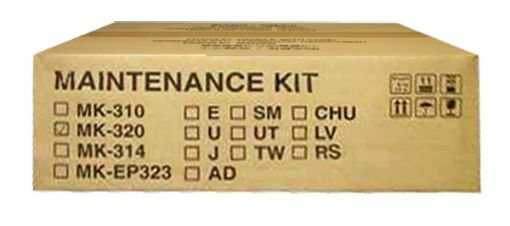 MAINTENANCE KIT
☐ MK-310 ☐ E ☐ SM ☐ CHU
☑ MK-320 ☐ U ☐ UT ☐ LV
☐ MK-314 ☐ J ☐ TW ☐ RS
☐ MK-EP323 ☐ AD